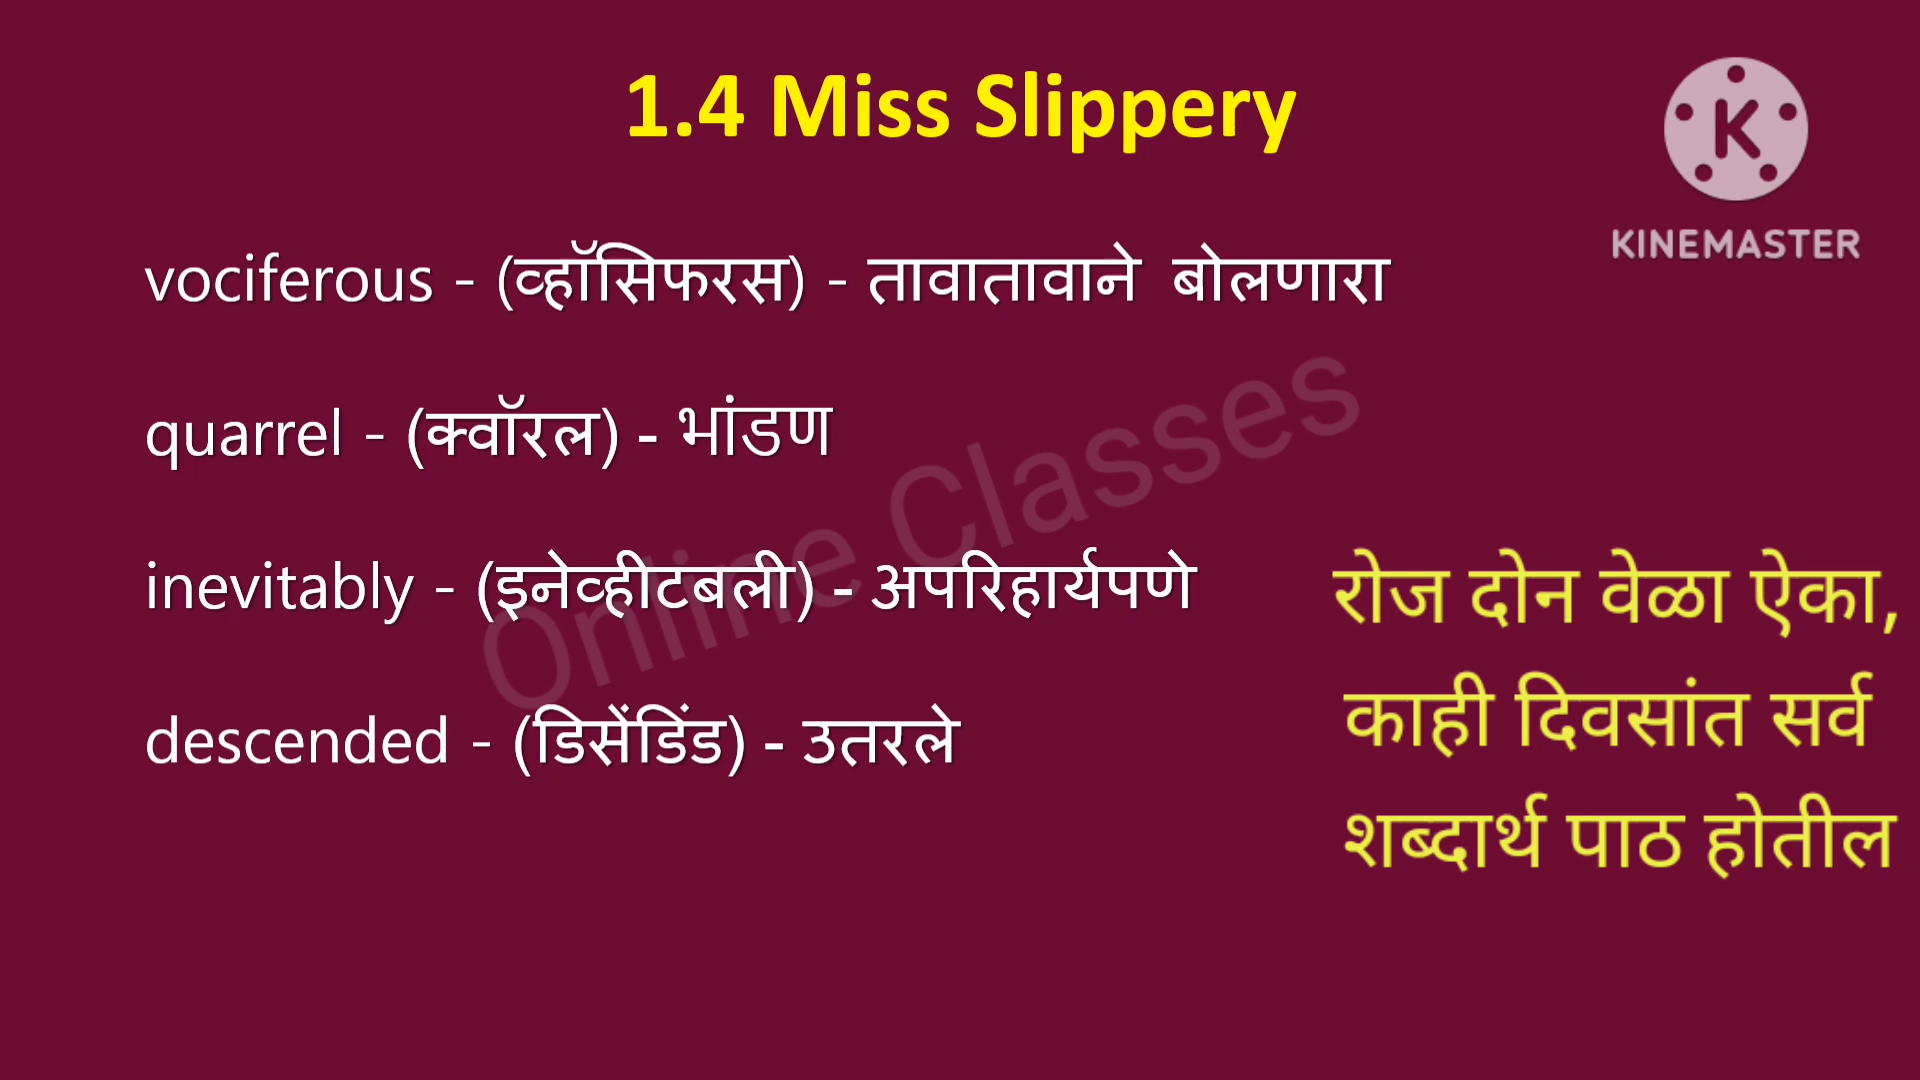 1.4 Miss Slippery
K
KINEMASTER
vociferous - (व्हॉसिफरस) - तावातावाने बोलणारा
quarrel - (क्वॉरल) - भांडण
inevitably - (इनेव्हीटबली) - अपरिहार्यपणे
descended - (डिसेंडिंड) - उतरले
Online Classes
रोज दोन वेळा ऐका,
काही दिवसांत सर्व
शब्दार्थ पाठ होतील